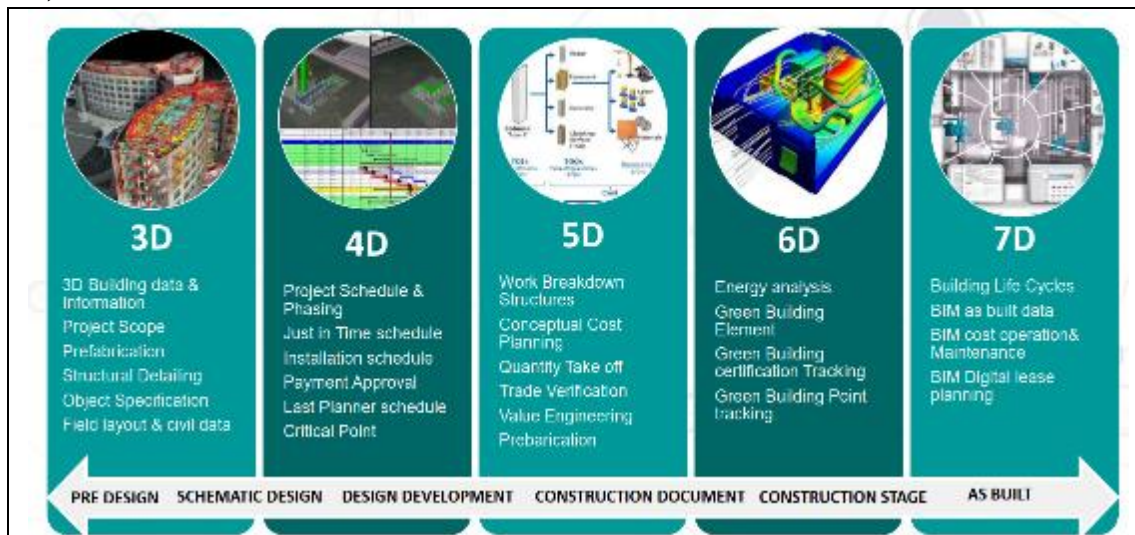 3D
3D Building data &
Information
Project Scope
Prefabrication
Structural Detailing
Object Specification
Field layout & civil data
4D
Project Schedule &
Phasing
Just in Time schedule
Installation schedule
Payment Approval
Last Planner schedule
Critical Point
5D
Work Breakdown
Structures
Conceptual Cost
Planning
Quantity Take off
Trade Verification
Value Engineering
Prebarication
6D
Energy analysis
Green Building
Element
Green Building
certification Tracking
Green Building Point
tracking
7D
Building Life Cycles
BIM as built data
BIM cost operation&
Maintenance
BIM Digital lease
planning
PRE DESIGN SCHEMATIC DESIGN DESIGN DEVELOPMENT CONSTRUCTION DOCUMENT CONSTRUCTION STAGE AS BUILT